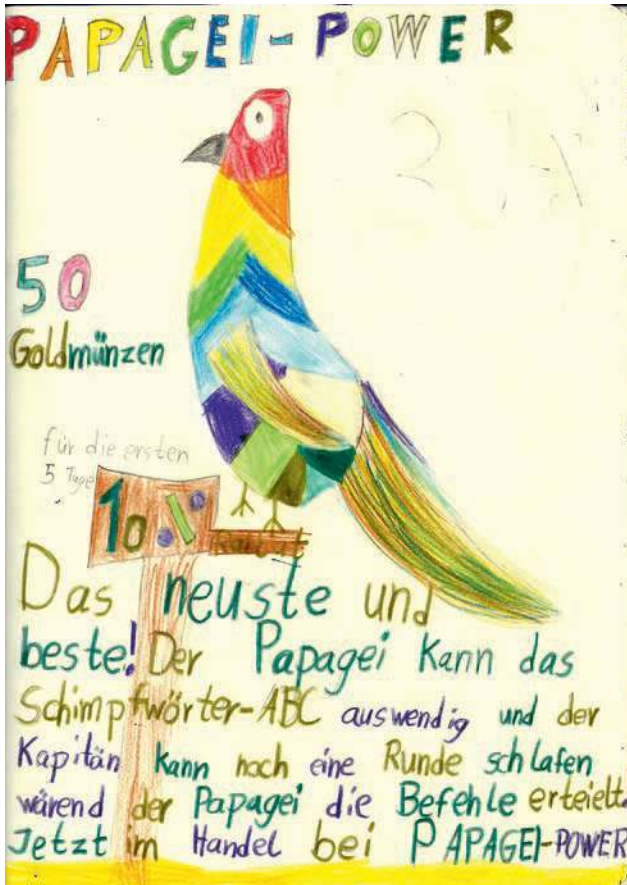 PAPAGEI-POWER
50
Goldmünzen
für die ersten
5 Tage
10%
Rabat
Das neuste und
beste! Der Papagei kann das
Schimpfwörter-ABC auswendig und der
Kapitän kann noch eine Runde schlafen
wärend der Papagei die Befehle erteielt.
Jetzt im Handel bei PAPAGEI-POWER